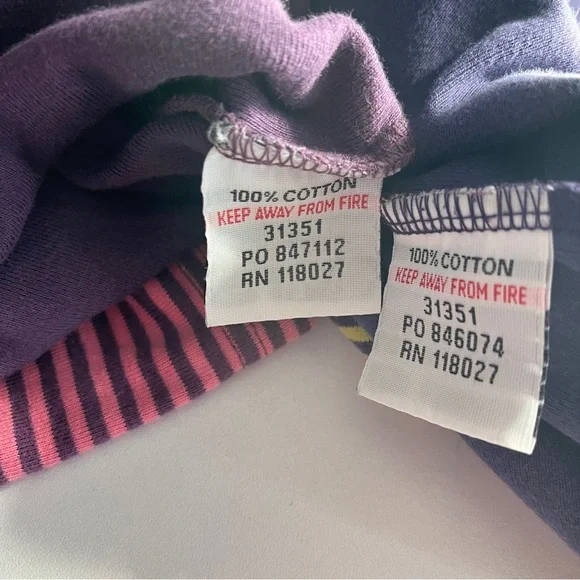 100% COTTON
KEEP AWAY FROM FIRE
31351
PO 847112
RN 118027
100% COTTON
KEEP AWAY FROM FIRE
31351
PO 846074
RN 118027